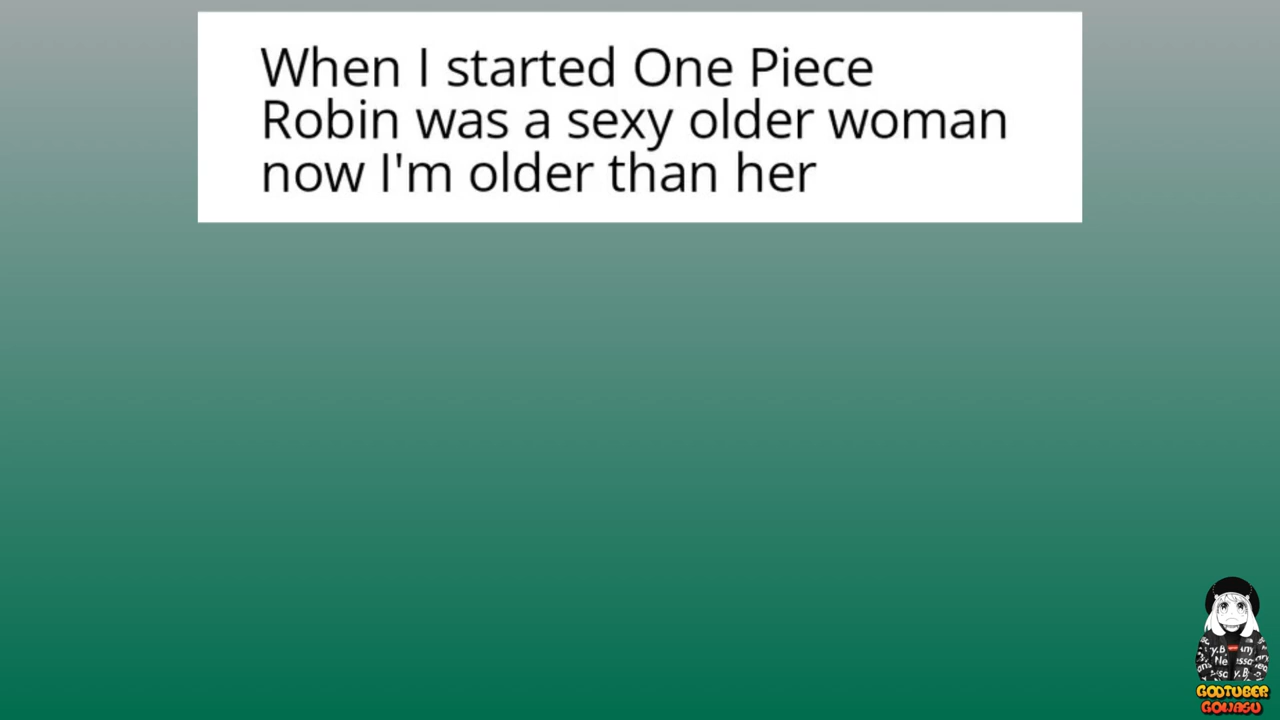 When I started One Piece
Robin was a sexy older woman
now I'm older than her
GODTUBER
GOWASU